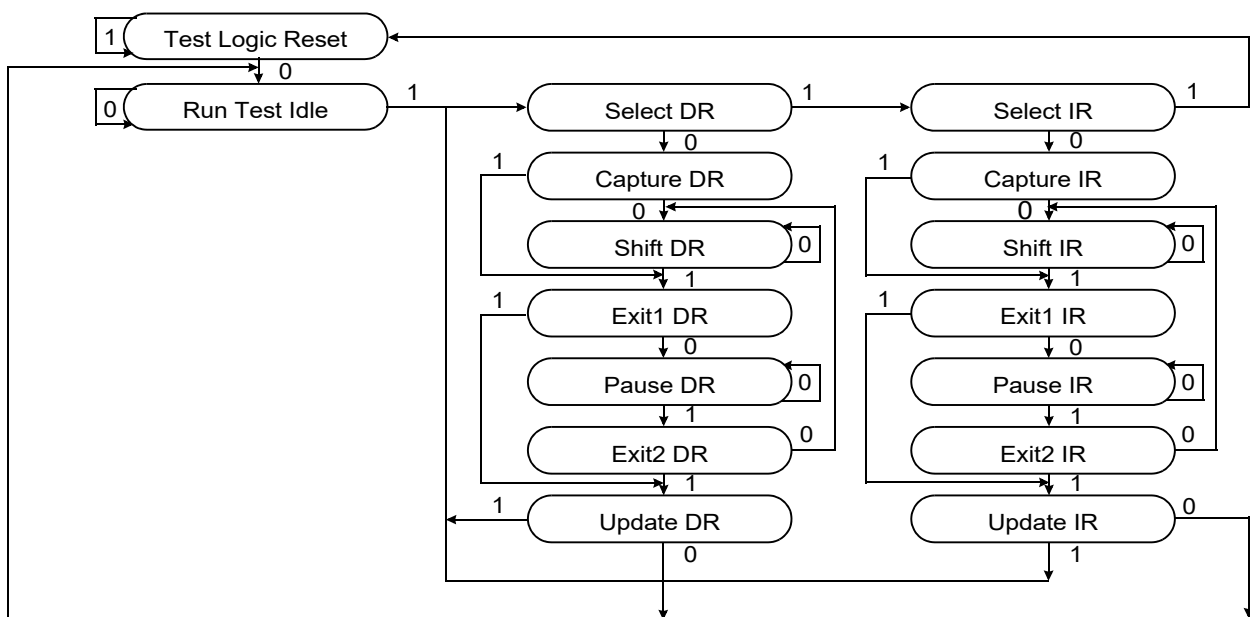 1 Test Logic Reset
0
0 Run Test Idle 1 Select DR 1 Select IR 1
0 0
1 Capture DR 1 Capture IR
0 0
Shift DR 0 Shift IR 0
1 1
1 Exit1 DR 1 Exit1 IR
0 0
Pause DR 0 Pause IR 0
1 1
Exit2 DR 0 Exit2 IR 0
1 1
1 Update DR Update IR 0
0 1